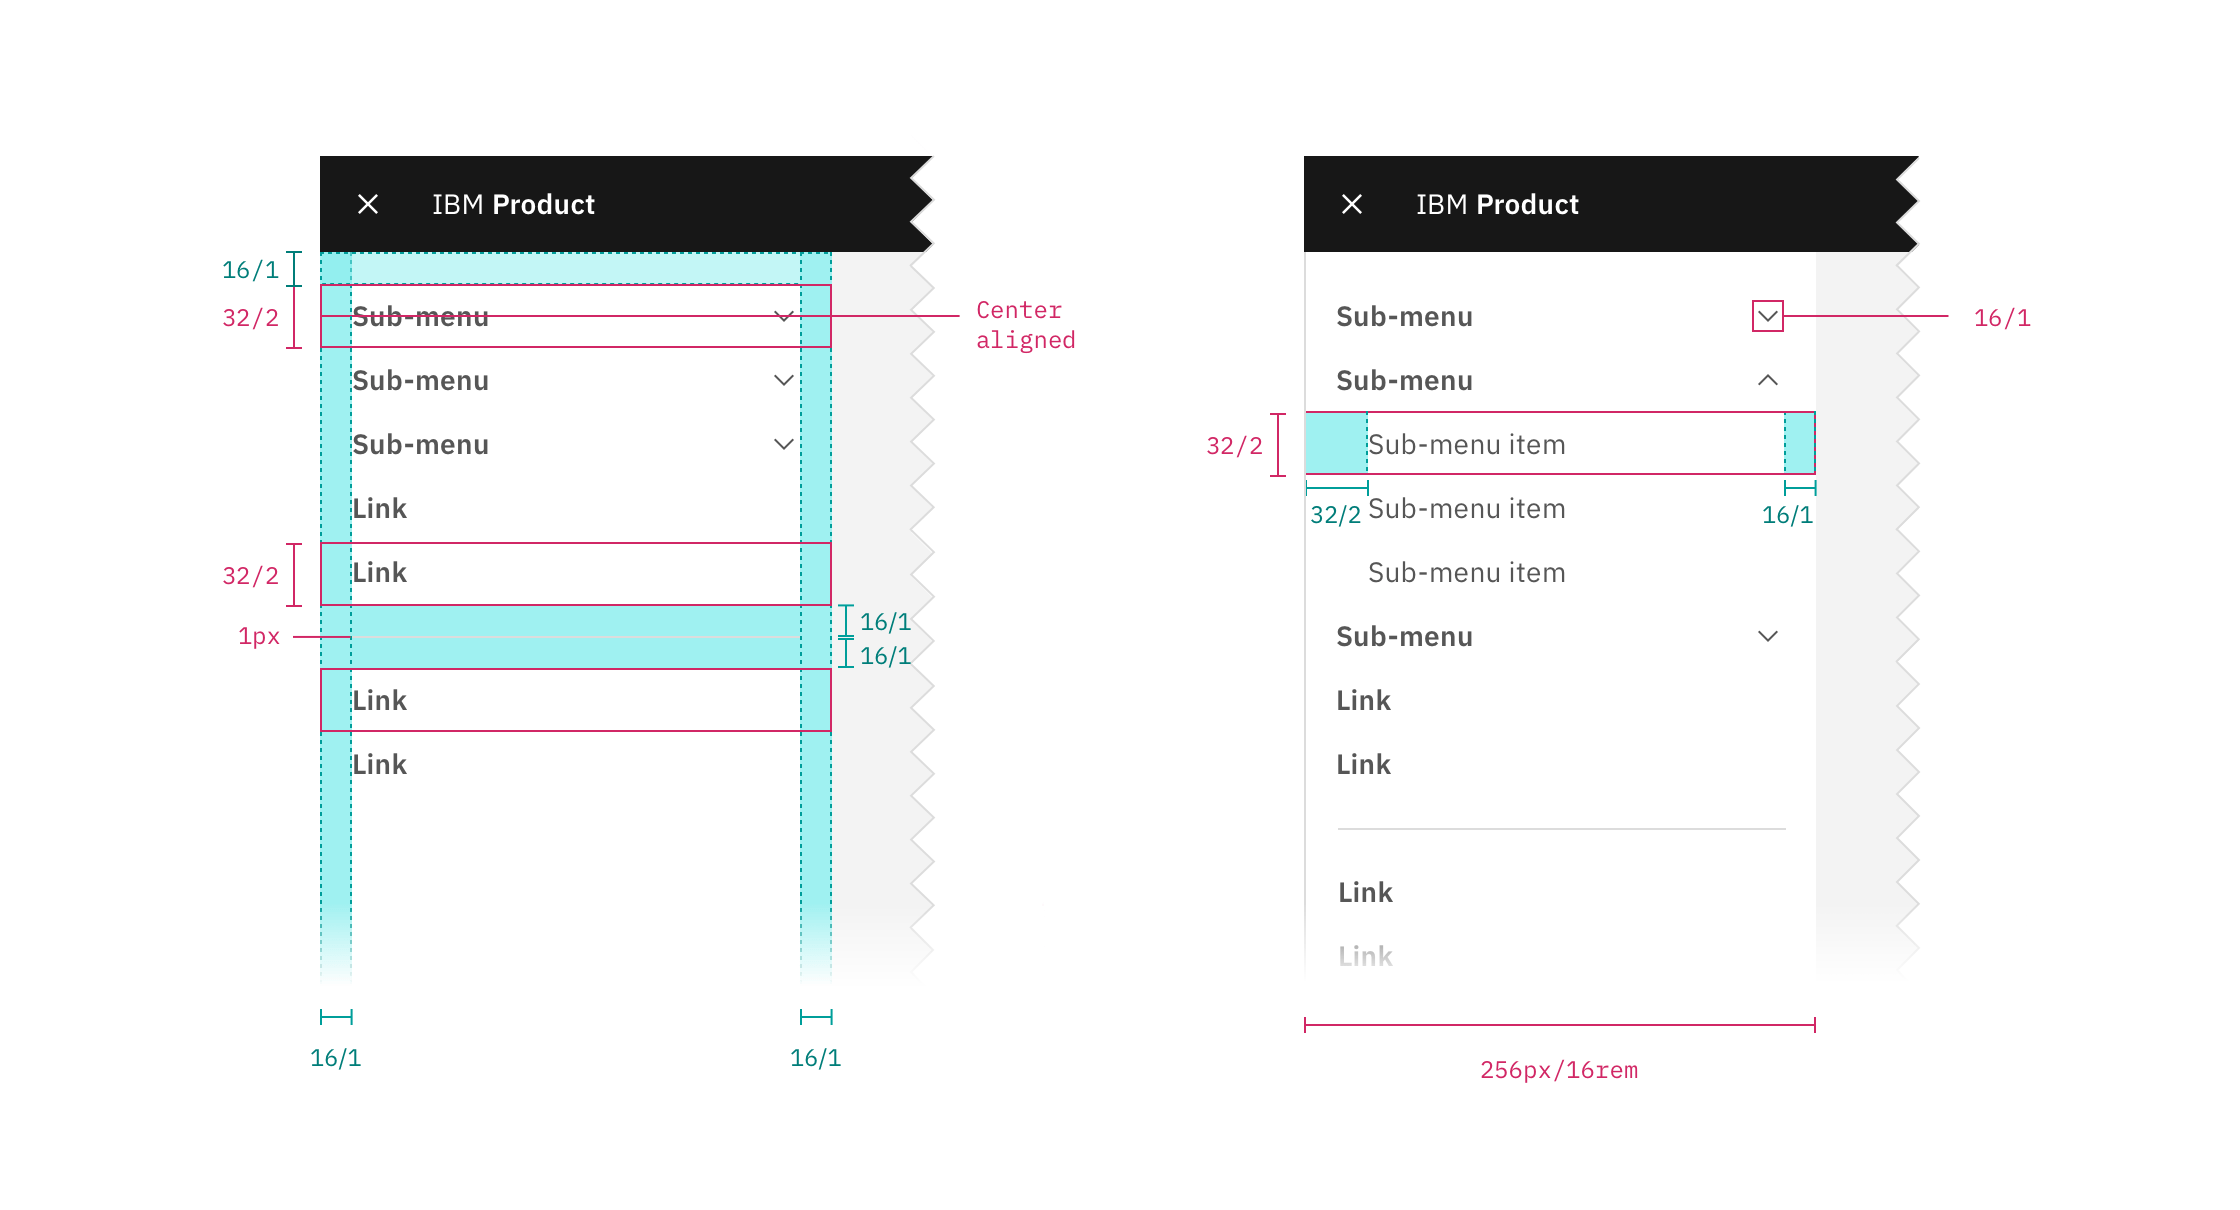 IBM Product
16/1
32/2
Sub-menu
Center
aligned
Sub-menu
Sub-menu
Link
32/2
Link
16/1
1px
16/1
Link
Link
16/1
16/1
IBM Product
Sub-menu
16/1
Sub-menu
32/2
Sub-menu item
32/2
Sub-menu item
16/1
Sub-menu item
Sub-menu
Link
Link
Link
Link
256px/16rem